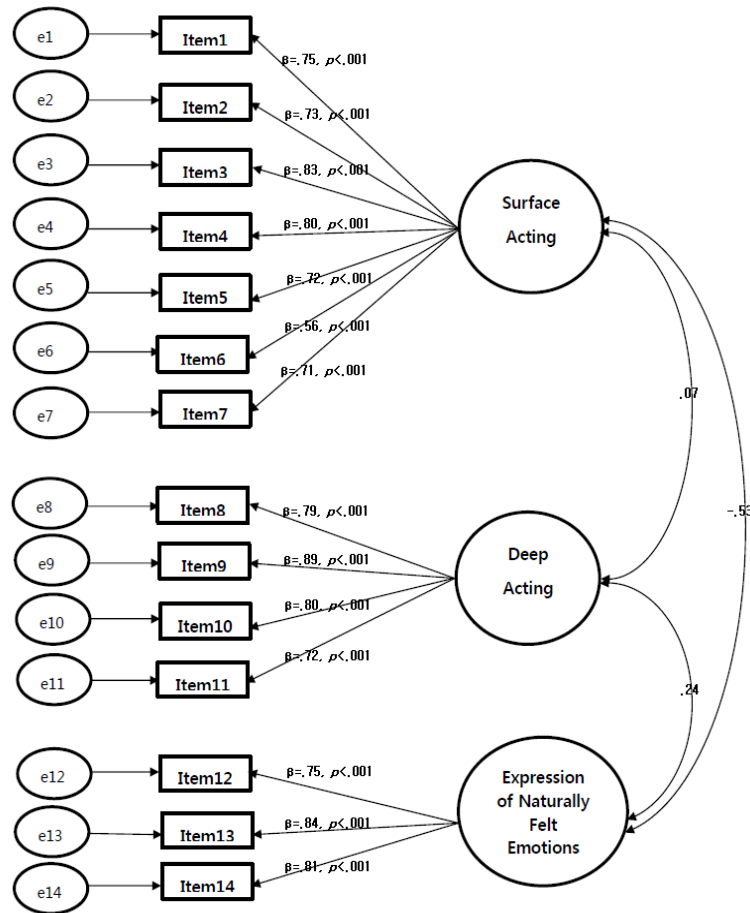 e1
Item1
β=.75, p<.001
e2
Item2
β=.73, p<.001
e3
Item3
β=.83, p<.001
e4
Item4
β=.80, p<.001
e5
Item5
β=.72, p<.001
e6
Item6
β=.56, p<.001
e7
Item7
β=.71, p<.001
Surface
Acting
.07
-.53
e8
Item8
β=.79, p<.001
e9
Item9
β=.89, p<.001
e10
Item10
β=.80, p<.001
e11
Item11
β=.72, p<.001
Deep
Acting
.24
e12
Item12
β=.75, p<.001
e13
Item13
β=.84, p<.001
e14
Item14
β=.81, p<.001
Expression
of Naturally
Felt
Emotions